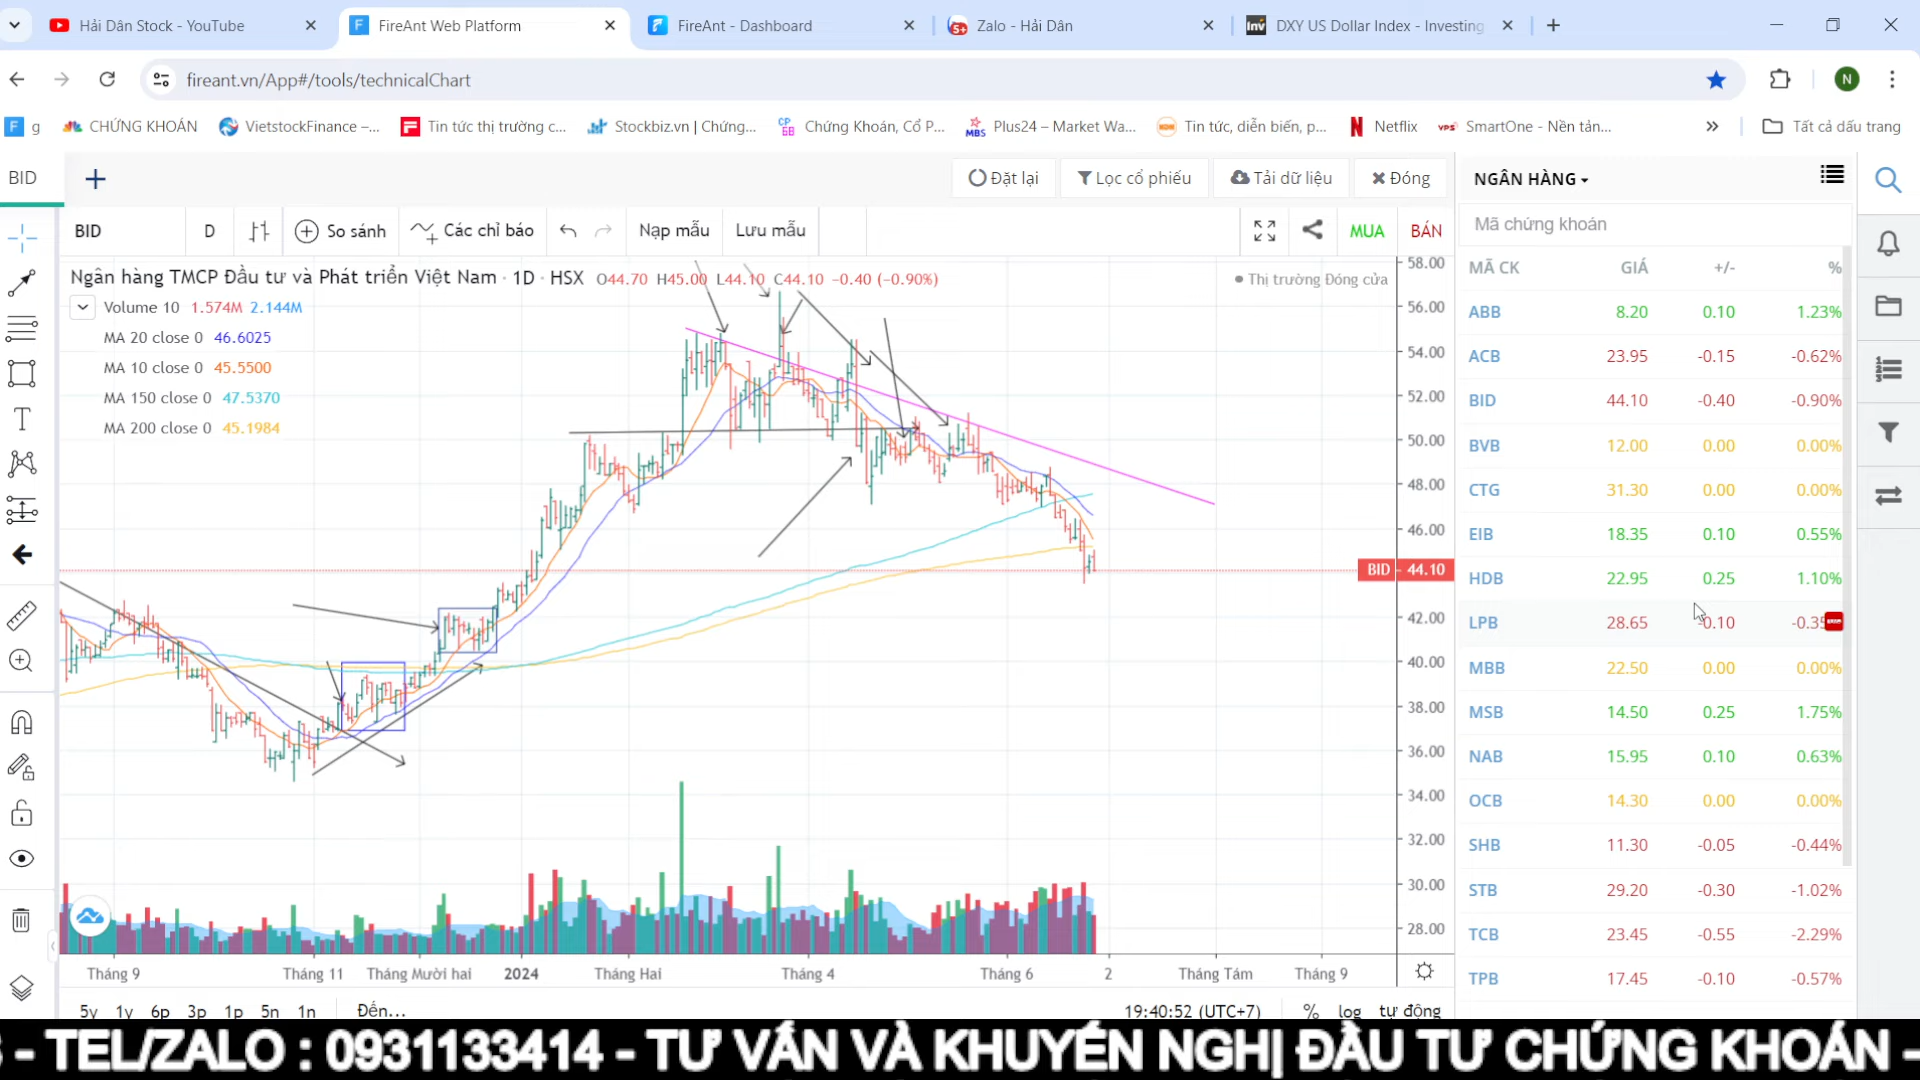 Hải Dân Stock - YouTube
FireAnt Web Platform
FireAnt - Dashboard
Zalo - Hải Dân
DXY US Dollar Index - Investing
fireant.vn/App#/tools/technicalChart
N
g
CHỨNG KHOÁN
VietstockFinance –...
Tin tức thị trường c...
Stockbiz.vn | Chứng...
Chứng Khoán, Cổ P...
Plus24 – Market Wa...
Tin tức, diễn biến, p...
Netflix
SmartOne - Nền tản...
Tất cả dấu trang
BID
Đặt lại
Lọc cổ phiếu
Tải dữ liệu
Đóng
NGÂN HÀNG
BID
D
So sánh
Các chỉ báo
Nạp mẫu
Lưu mẫu
MUA
BÁN
Mã chứng khoán
Ngân hàng TMCP Đầu tư và Phát triển Việt Nam · 1D · HSX O44.70 H45.00 L44.10 C44.10 −0.40 (−0.90%)
Thị trường Đóng cửa
Volume 10 1.574M 2.144M
MA 20 close 0 46.6025
MA 10 close 0 45.5500
MA 150 close 0 47.5370
MA 200 close 0 45.1984
58.00
56.00
54.00
52.00
50.00
48.00
46.00
BID 44.10
42.00
40.00
38.00
36.00
34.00
32.00
30.00
28.00
MÃ CK GIÁ +/- %
ABB 8.20 0.10 1.23%
ACB 23.95 -0.15 -0.62%
BID 44.10 -0.40 -0.90%
BVB 12.00 0.00 0.00%
CTG 31.30 0.00 0.00%
EIB 18.35 0.10 0.55%
HDB 22.95 0.25 1.10%
LPB 28.65 -0.10 -0.35
MBB 22.50 0.00 0.00%
MSB 14.50 0.25 1.75%
NAB 15.95 0.10 0.63%
OCB 14.30 0.00 0.00%
SHB 11.30 -0.05 -0.44%
STB 29.20 -0.30 -1.02%
TCB 23.45 -0.55 -2.29%
TPB 17.45 -0.10 -0.57%
Tháng 9 Tháng 11 Tháng Mười hai 2024 Tháng Hai Tháng 4 Tháng 6 2 Tháng Tám Tháng 9
5y 1y 6p 3p 1p 5n 1n Đến...
19:40:52 (UTC+7) % log tự động
- TEL/ZALO : 0931133414 - TƯ VẤN VÀ KHUYẾN NGHỊ ĐẦU TƯ CHỨNG KHOÁN -